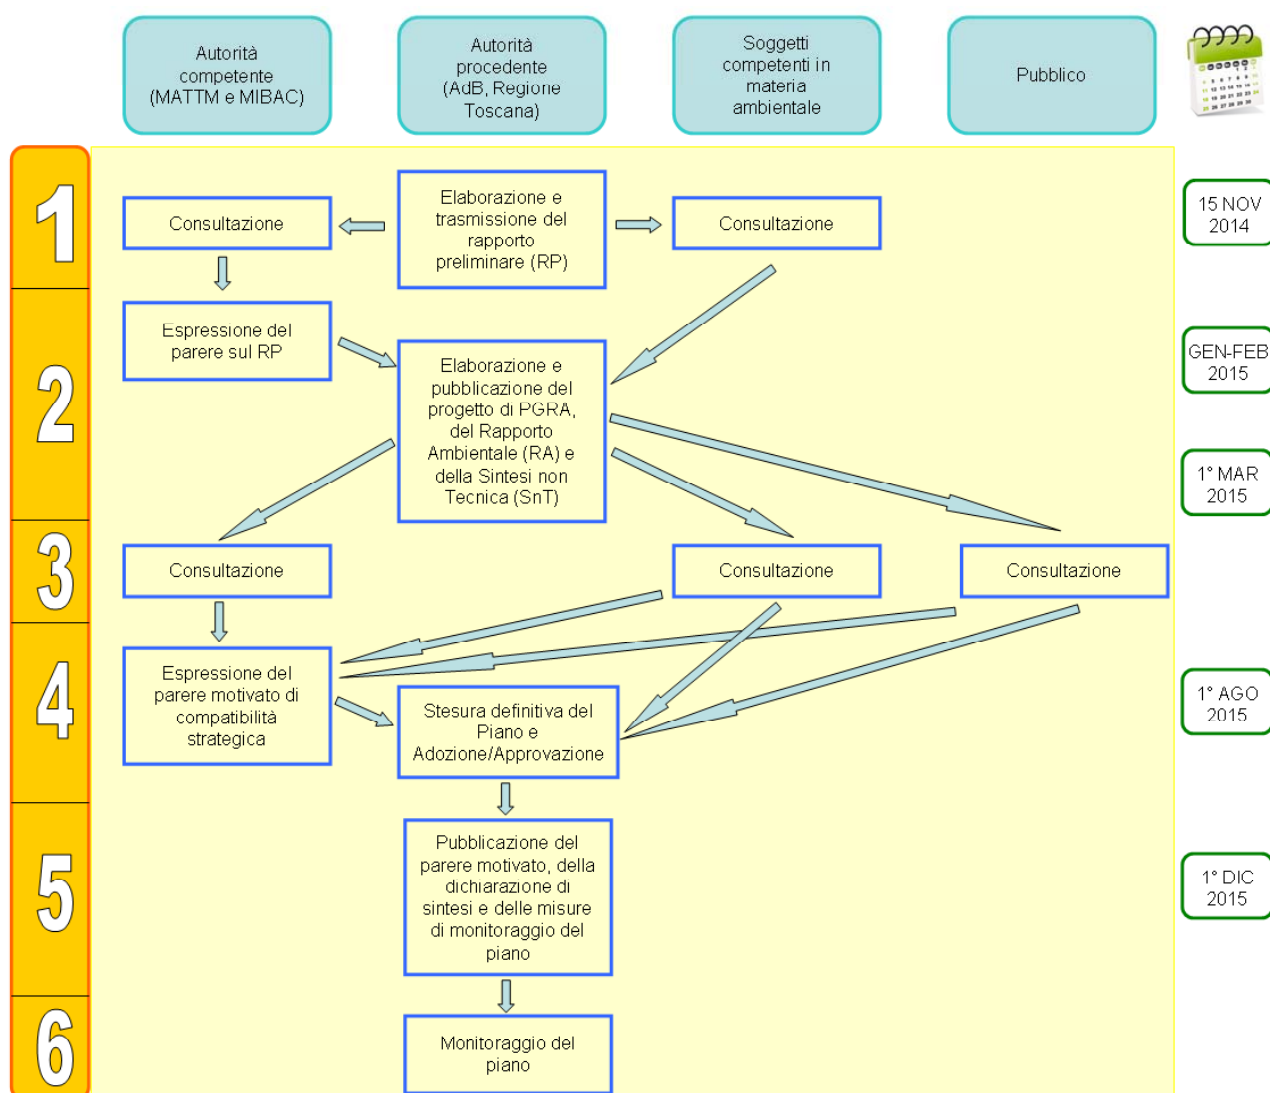 Autorità
competente
(MATTM e MIBAC)
Autorità
procedente
(AdB, Regione
Toscana)
Soggetti
competenti in
materia
ambientale
Pubblico
1
Consultazione
Elaborazione e
trasmissione del
rapporto
preliminare (RP)
Consultazione
15 NOV
2014
2
Espressione del
parere sul RP
Elaborazione e
pubblicazione del
progetto di PGRA,
del Rapporto
Ambientale (RA) e
della Sintesi non
Tecnica (SnT)
GEN-FEB
2015
1° MAR
2015
3
Consultazione
Consultazione
Consultazione
4
Espressione del
parere motivato di
compatibilità
strategica
Stesura definitiva del
Piano e
Adozione/Approvazione
1° AGO
2015
5
Pubblicazione del
parere motivato, della
dichiarazione di
sintesi e delle misure
di monitoraggio del
piano
1° DIC
2015
6
Monitoraggio del
piano